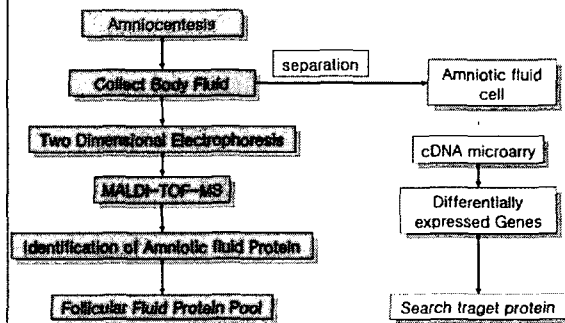 Amniocentesis
Collect Body Fluid
separation
Amniotic fluid
cell
Two Dimensional Electrophoresis
cDNA microarry
MALDI-TOF-MS
Differentially
expressed Genes
Identification of Amniotic fluid Protein
Follicular Fluid Protein Pool
Search traget protein